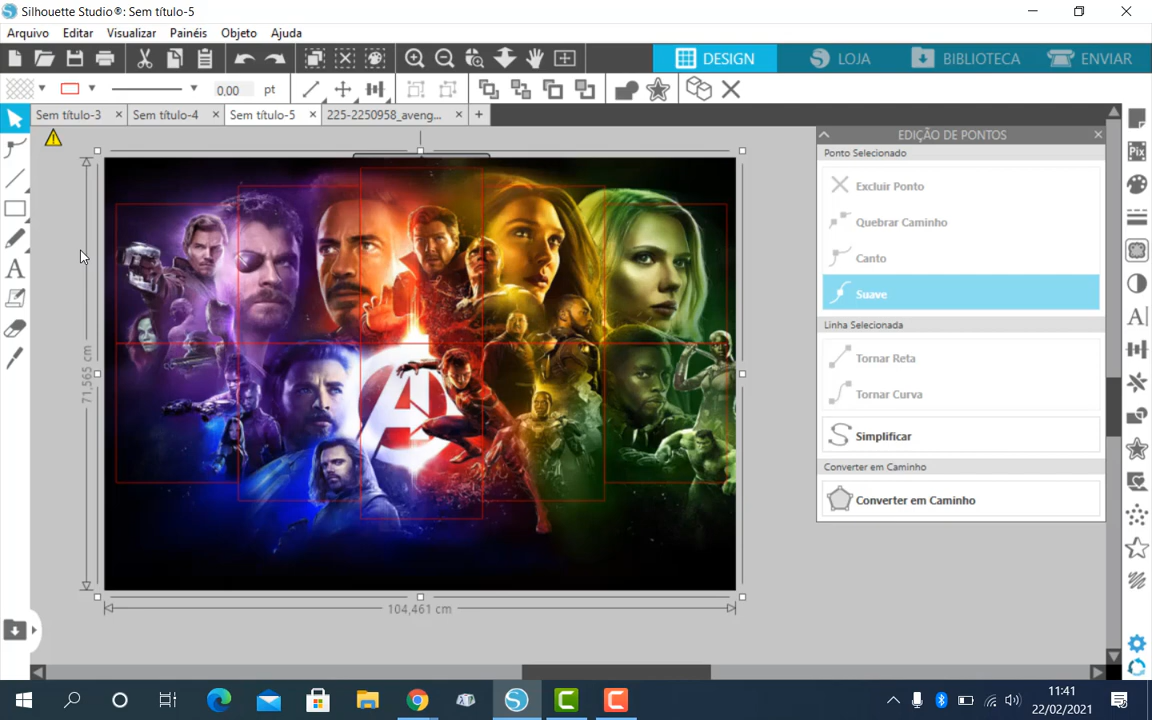 Silhouette Studio®: Sem título-5
Arquivo Editar Visualizar Painéis Objeto Ajuda
DESIGN LOJA BIBLIOTECA ENVIAR
0,00 pt
Sem título-3 Sem título-4 Sem título-5 225-2250958_aveng...
EDIÇÃO DE PONTOS
Ponto Selecionado
Excluir Ponto
Quebrar Caminho
Canto
Suave
Linha Selecionada
Tornar Reta
Tornar Curva
Simplificar
Converter em Caminho
Converter em Caminho
71,565 cm
104,461 cm
11:41
22/02/2021